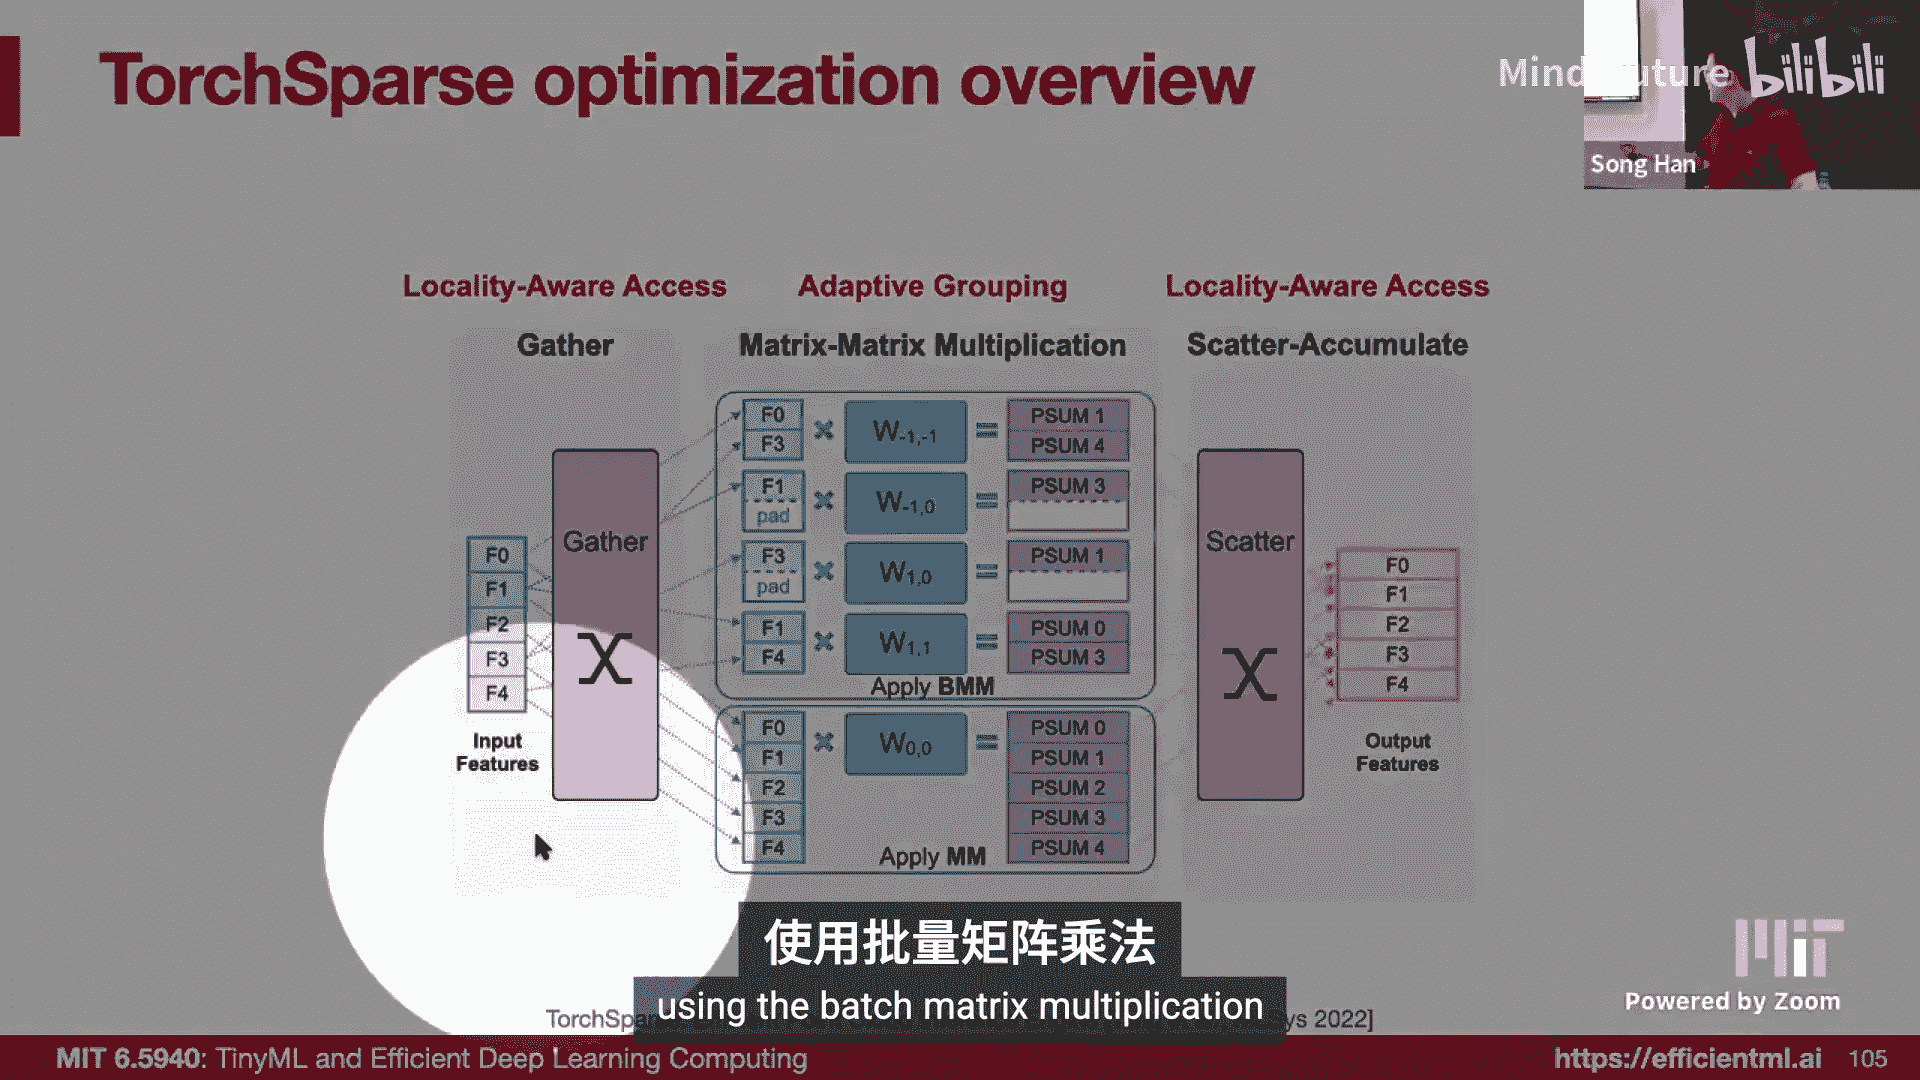 TorchSparse optimization overview
Mind
uture
bilibili
Song Han
Locality-Aware Access
Adaptive Grouping
Locality-Aware Access
Gather
Matrix-Matrix Multiplication
Scatter-Accumulate
F0
F1
F2
F3
F4
Input
Features
Gather
F0
F3
W-1,-1
=
PSUM 1
PSUM 4
F1
pad
W-1,0
=
PSUM 3
F3
pad
W1,0
=
PSUM 1
F1
F4
W1,1
=
PSUM 0
PSUM 3
Apply BMM
F0
F1
F2
F3
F4
W0,0
=
PSUM 0
PSUM 1
PSUM 2
PSUM 3
PSUM 4
Apply MM
Scatter
F0
F1
F2
F3
F4
Output
Features
使用批量矩阵乘法
using the batch matrix multiplication
TorchSpa
ys 2022]
MIT
Powered by Zoom
MIT 6.5940: TinyML and Efficient Deep Learning Computing
https://efficientml.ai
105